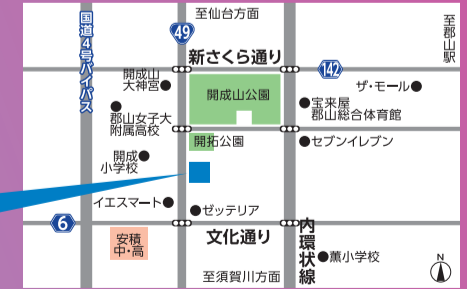 至仙台方面
至郡山駅
国道4号バイパス
49
新さくら通り
142
開成山
大神宮
開成山公園
ザ・モール
宝来屋
郡山総合体育館
郡山女子大
附属高校
開拓公園
セブンイレブン
開成
小学校
イエスマート
ゼッテリア
6
文化通り
内環状線
安積
中・高
薫小学校
至須賀川方面
N